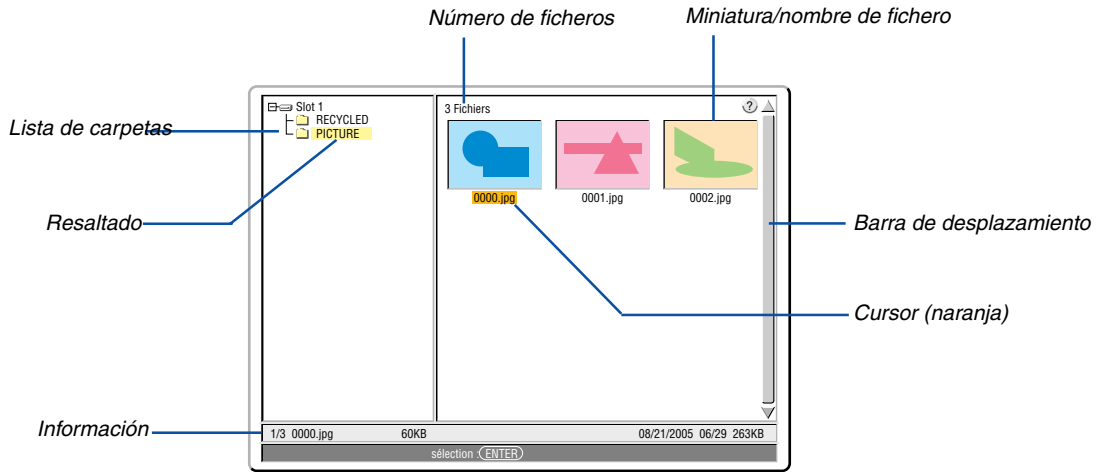 Número de ficheros
Miniatura/nombre de fichero
Lista de carpetas
Resaltado
Información
Slot 1
RECYCLED
PICTURE
3 Fichiers
?
0000.jpg
0001.jpg
0002.jpg
Barra de desplazamiento
Cursor (naranja)
1/3 0000.jpg 60KB 08/21/2005 06/29 263KB
sélection :ENTER)